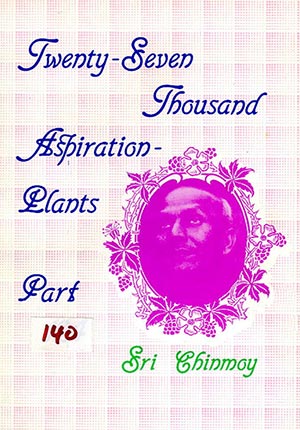 Twenty-Seven
Thousand
Aspiration-
Plants
Part
140
Sri Chinmoy